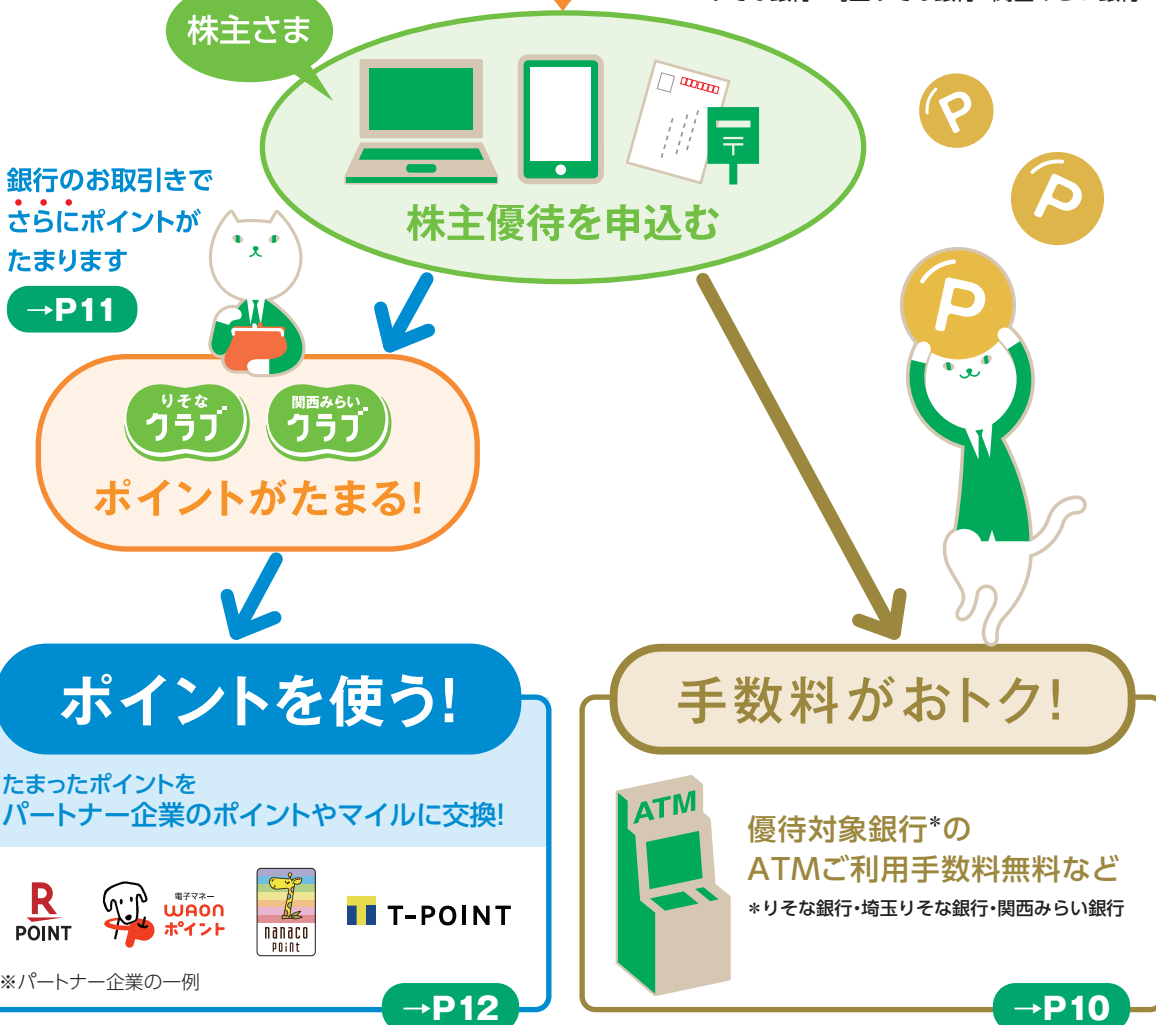 株主さま
〒
株主優待を申込む
銀行のお取引きで
さらにポイントが
たまります
→P11
P
P
P
りそな
クラブ
関西みらい
クラブ
ポイントがたまる!
ポイントを使う!
たまったポイントを
パートナー企業のポイントやマイルに交換!
R
POINT
電子マネー
WAON
ポイント
nanaco
POint
T-POINT
※パートナー企業の一例
→P12
手数料がおトク!
ATM
優待対象銀行*の
ATMご利用手数料無料など
*りそな銀行・埼玉りそな銀行・関西みらい銀行
→P10